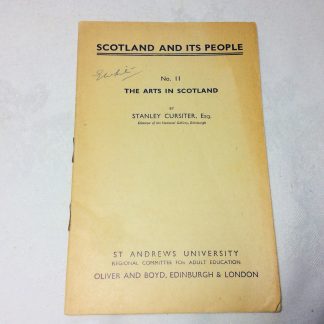 SCOTLAND AND ITS PEOPLE
No. 11
THE ARTS IN SCOTLAND
BY
STANLEY CURSITER, Esq.
Director of the National Gallery, Edinburgh
ST ANDREWS UNIVERSITY
REGIONAL COMMITTEE FOR ADULT EDUCATION
OLIVER AND BOYD, EDINBURGH & LONDON